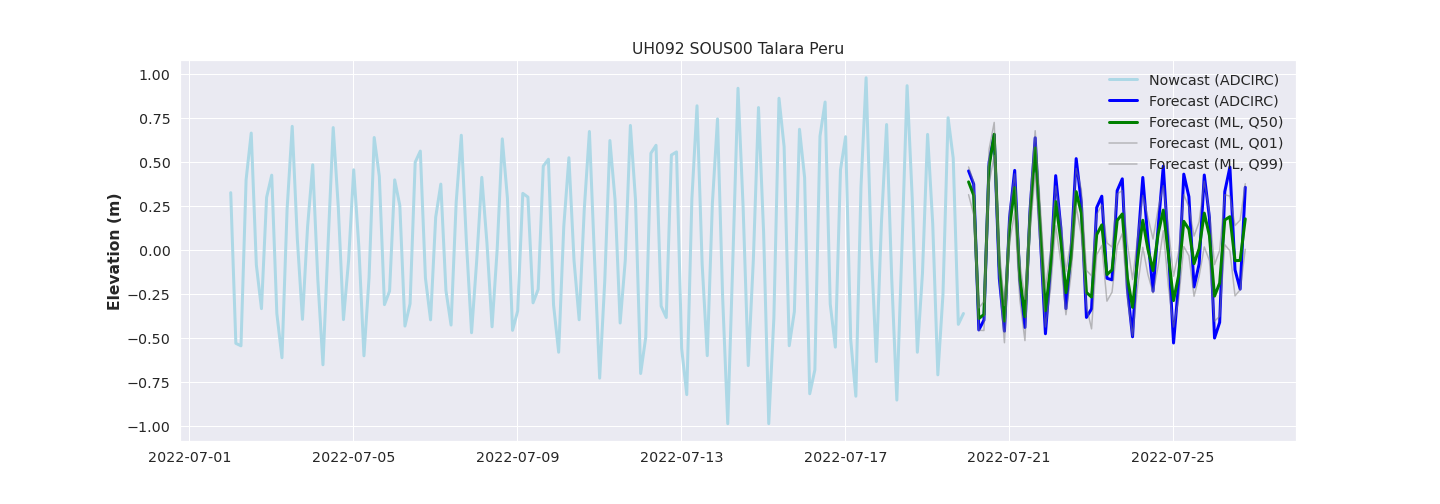 UH092 SOUS00 Talara Peru
Elevation (m)
1.00
0.75
0.50
0.25
0.00
−0.25
−0.50
−0.75
−1.00
Nowcast (ADCIRC)
Forecast (ADCIRC)
Forecast (ML, Q50)
Forecast (ML, Q01)
Forecast (ML, Q99)
2022-07-01 2022-07-05 2022-07-09 2022-07-13 2022-07-17 2022-07-21 2022-07-25